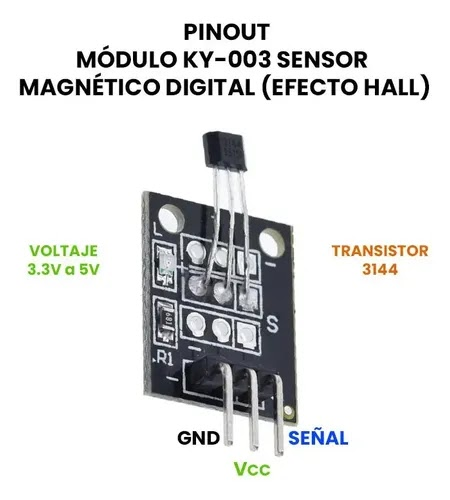 PINOUT
MÓDULO KY-003 SENSOR
MAGNÉTICO DIGITAL (EFECTO HALL)
VOLTAJE
3.3V a 5V
TRANSISTOR
3144
L
S
R1
GND
SEÑAL
Vcc